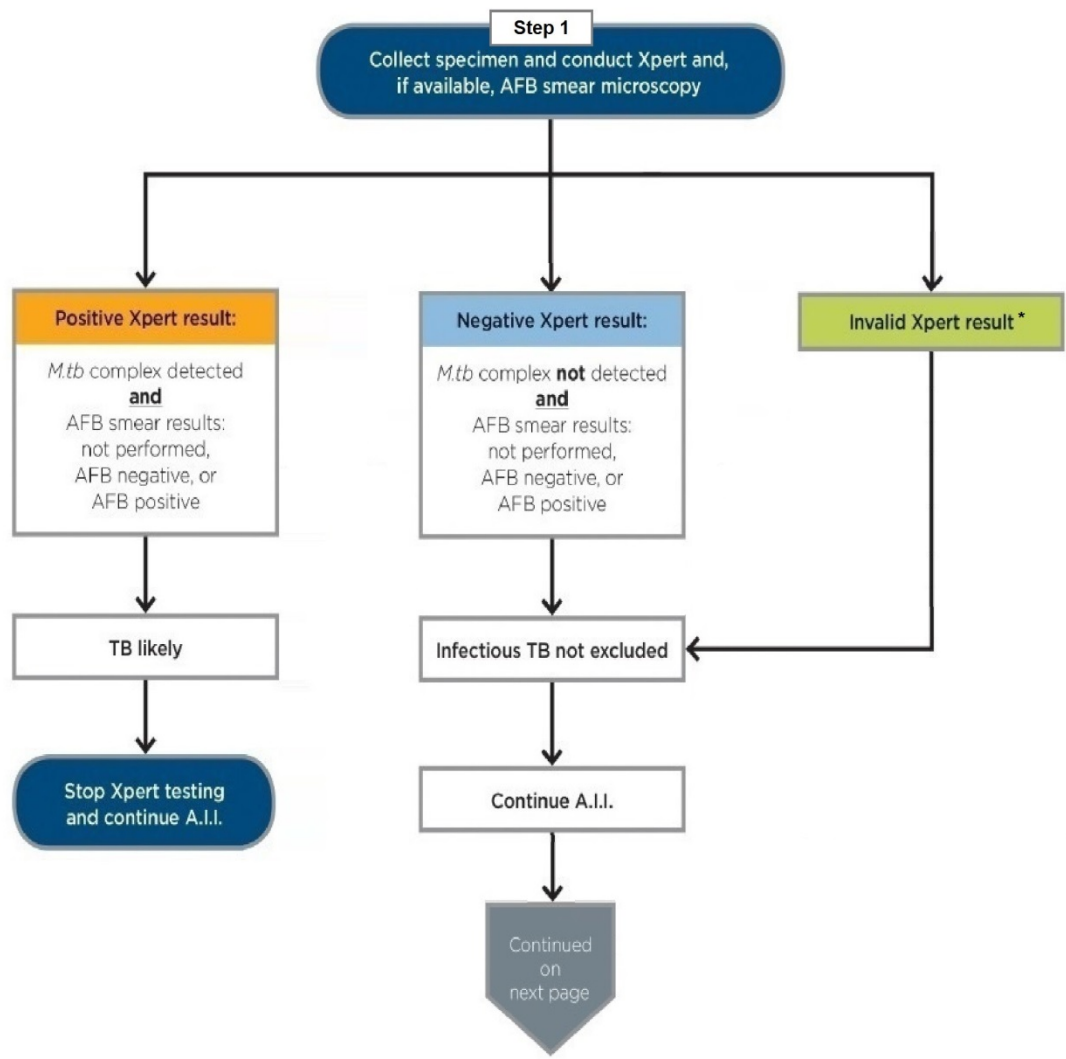 Step 1
Collect specimen and conduct Xpert and,
if available, AFB smear microscopy
Positive Xpert result:
M.tb complex detected
and
AFB smear results:
not performed,
AFB negative, or
AFB positive
Negative Xpert result:
M.tb complex not detected
and
AFB smear results:
not performed,
AFB negative, or
AFB positive
Invalid Xpert result*
TB likely
Infectious TB not excluded
Stop Xpert testing
and continue A.I.I.
Continue A.I.I.
Continued
on
next page